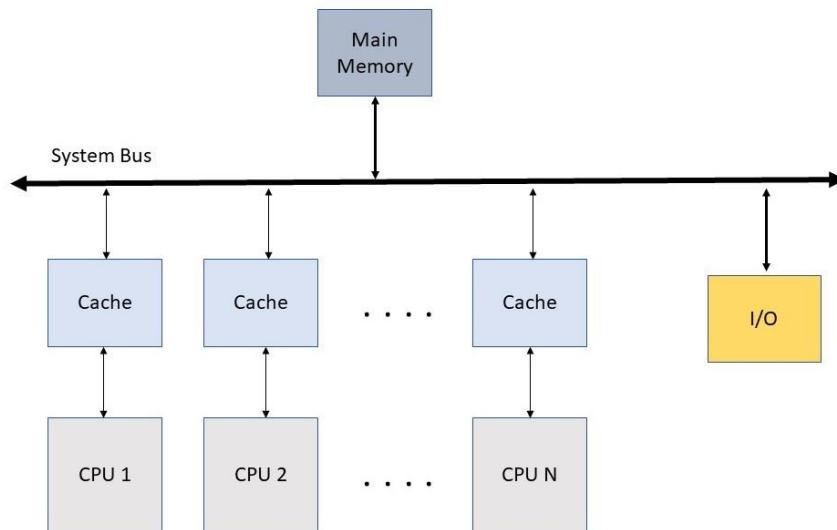 Main
Memory
System Bus
Cache
Cache
. . . .
Cache
I/O
CPU 1
CPU 2
. . . .
CPU N